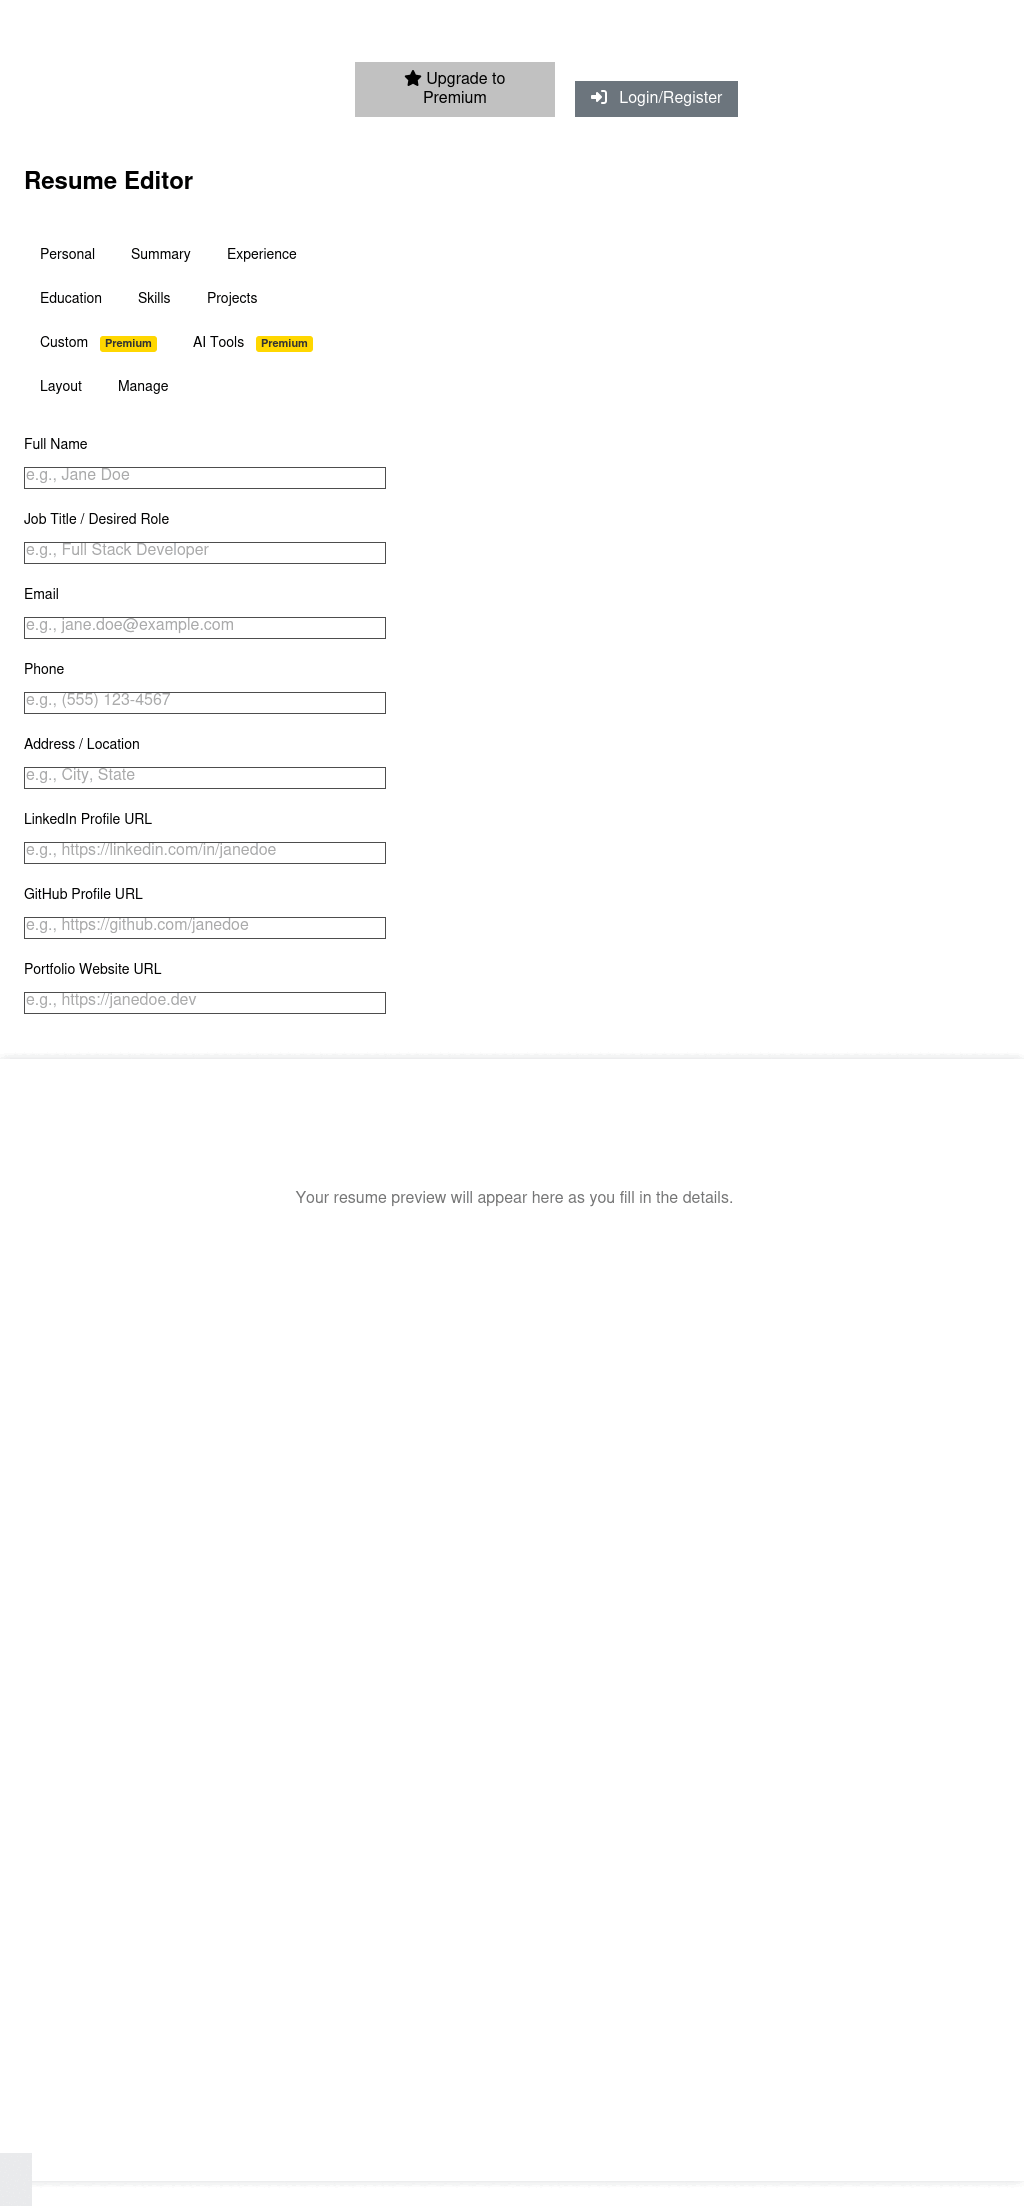 Upgrade to
Premium
Login/Register
Resume Editor
Personal Summary Experience
Education Skills Projects
Custom Premium AI Tools Premium
Layout Manage
Full Name
e.g., Jane Doe
Job Title / Desired Role
e.g., Full Stack Developer
Email
e.g., jane.doe@example.com
Phone
e.g., (555) 123-4567
Address / Location
e.g., City, State
LinkedIn Profile URL
e.g., https://linkedin.com/in/janedoe
GitHub Profile URL
e.g., https://github.com/janedoe
Portfolio Website URL
e.g., https://janedoe.dev
Your resume preview will appear here as you fill in the details.